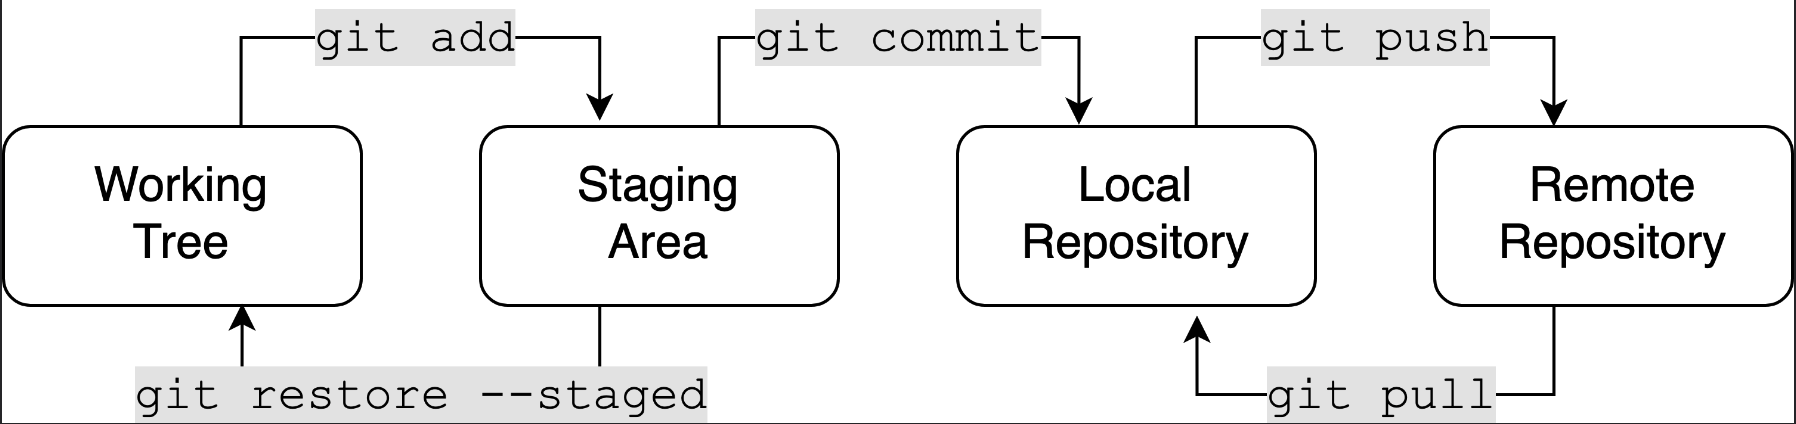 git add
git commit
git push
Working
Tree
Staging
Area
Local
Repository
Remote
Repository
git restore --staged
git pull